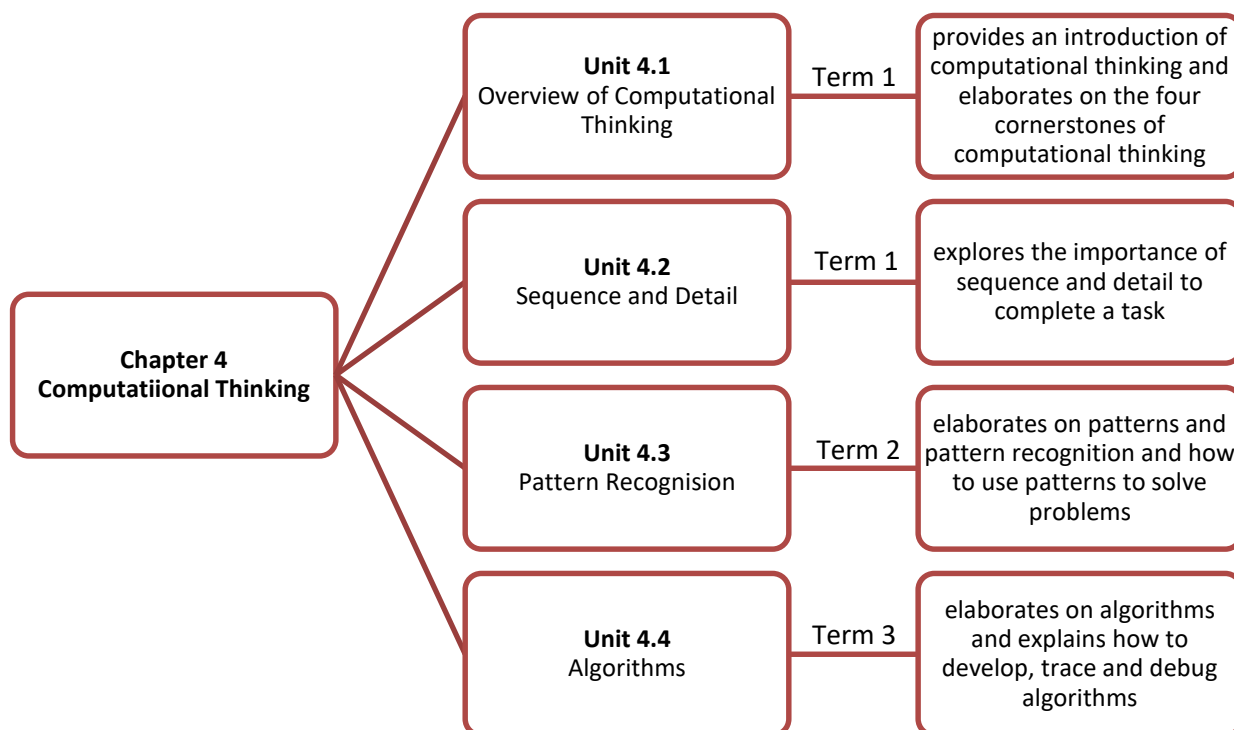 Chapter 4
Computatiional Thinking
Unit 4.1
Overview of Computational
Thinking
Term 1
provides an introduction of
computational thinking and
elaborates on the four
cornerstones of
computational thinking
Unit 4.2
Sequence and Detail
Term 1
explores the importance of
sequence and detail to
complete a task
Unit 4.3
Pattern Recognision
Term 2
elaborates on patterns and
pattern recognition and how
to use patterns to solve
problems
Unit 4.4
Algorithms
Term 3
elaborates on algorithms
and explains how to
develop, trace and debug
algorithms